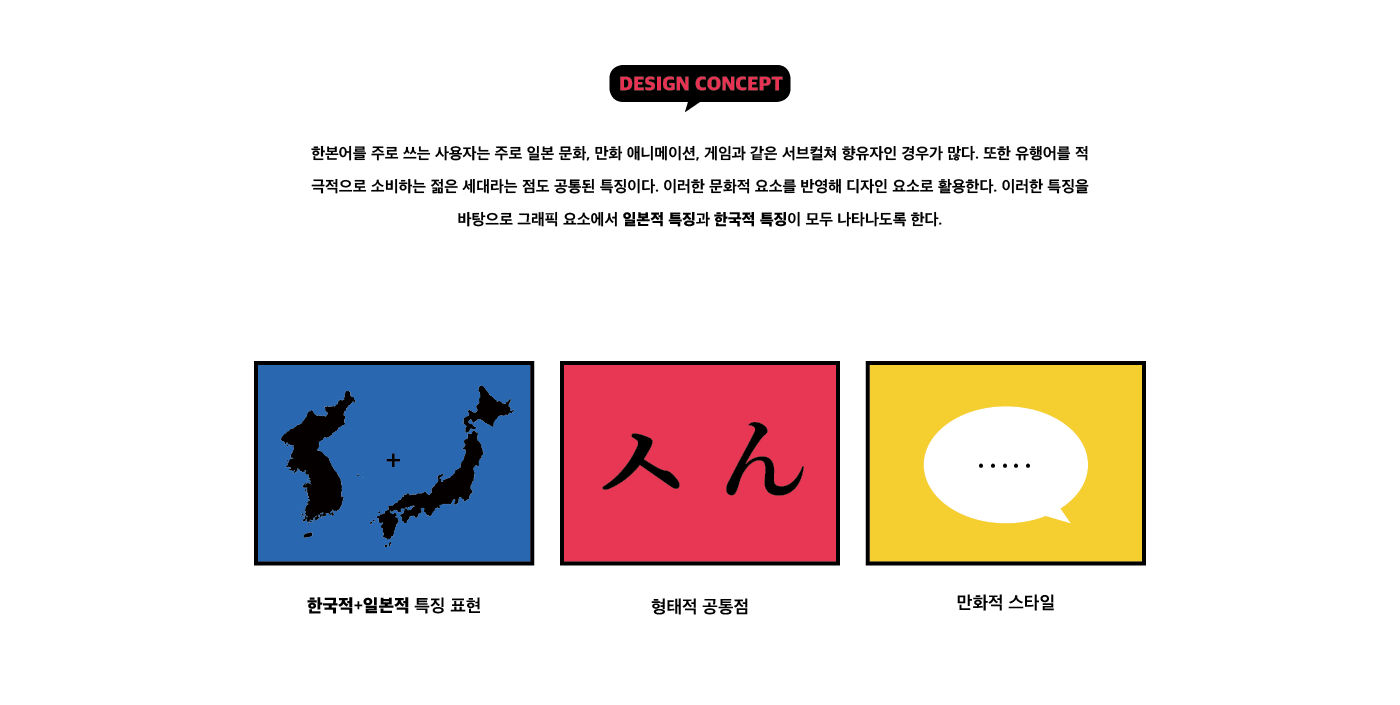 DESIGN CONCEPT
한본어를 주로 쓰는 사용자는 주로 일본 문화, 만화 애니메이션, 게임과 같은 서브컬쳐 향유자인 경우가 많다. 또한 유행어를 적
극적으로 소비하는 젊은 세대라는 점도 공통된 특징이다. 이러한 문화적 요소를 반영해 디자인 요소로 활용한다. 이러한 특징을
바탕으로 그래픽 요소에서 일본적 특징과 한국적 특징이 모두 나타나도록 한다.
+
ㅅ ん
.....
한국적+일본적 특징 표현
형태적 공통점
만화적 스타일